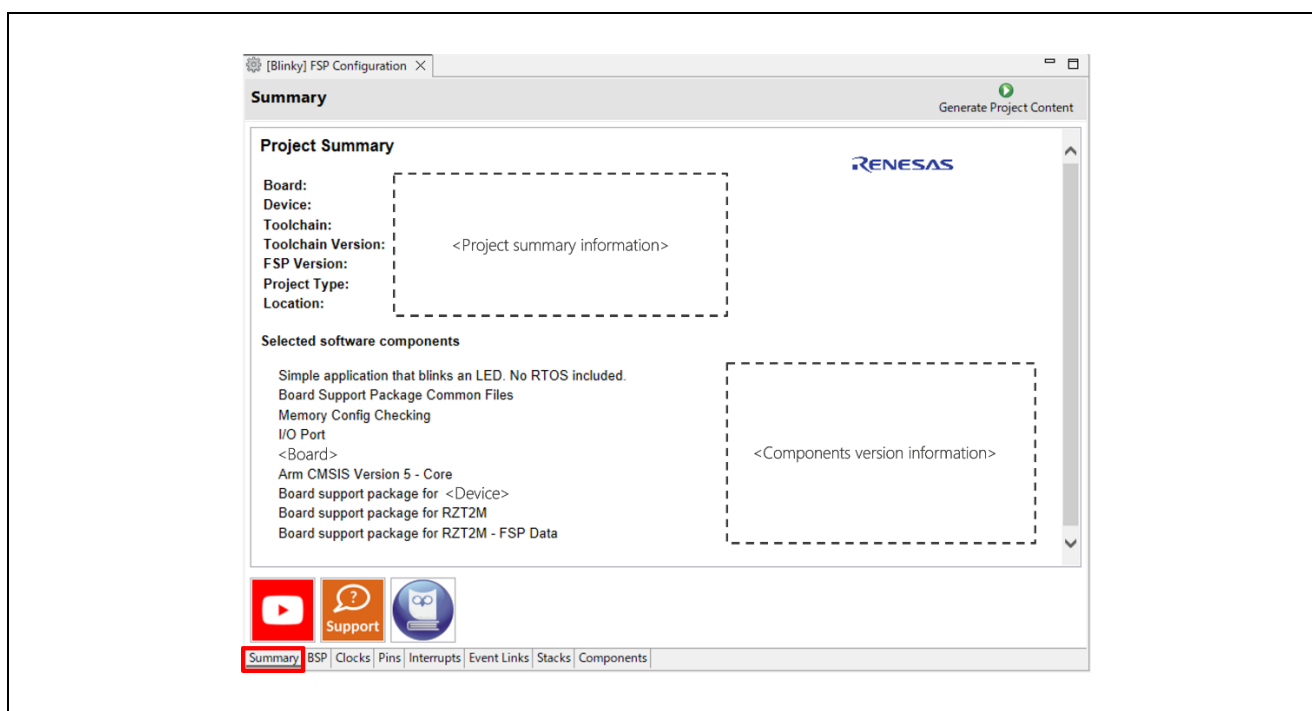 [Blinky] FSP Configuration
Summary
Generate Project Content
Project Summary
RENESAS
Board:
Device:
Toolchain:
Toolchain Version:
FSP Version:
Project Type:
Location:
<Project summary information>
Selected software components
Simple application that blinks an LED. No RTOS included.
Board Support Package Common Files
Memory Config Checking
I/O Port
<Board>
Arm CMSIS Version 5 - Core
Board support package for <Device>
Board support package for RZT2M
Board support package for RZT2M - FSP Data
<Components version information>
?
Support
Summary BSP Clocks Pins Interrupts Event Links Stacks Components